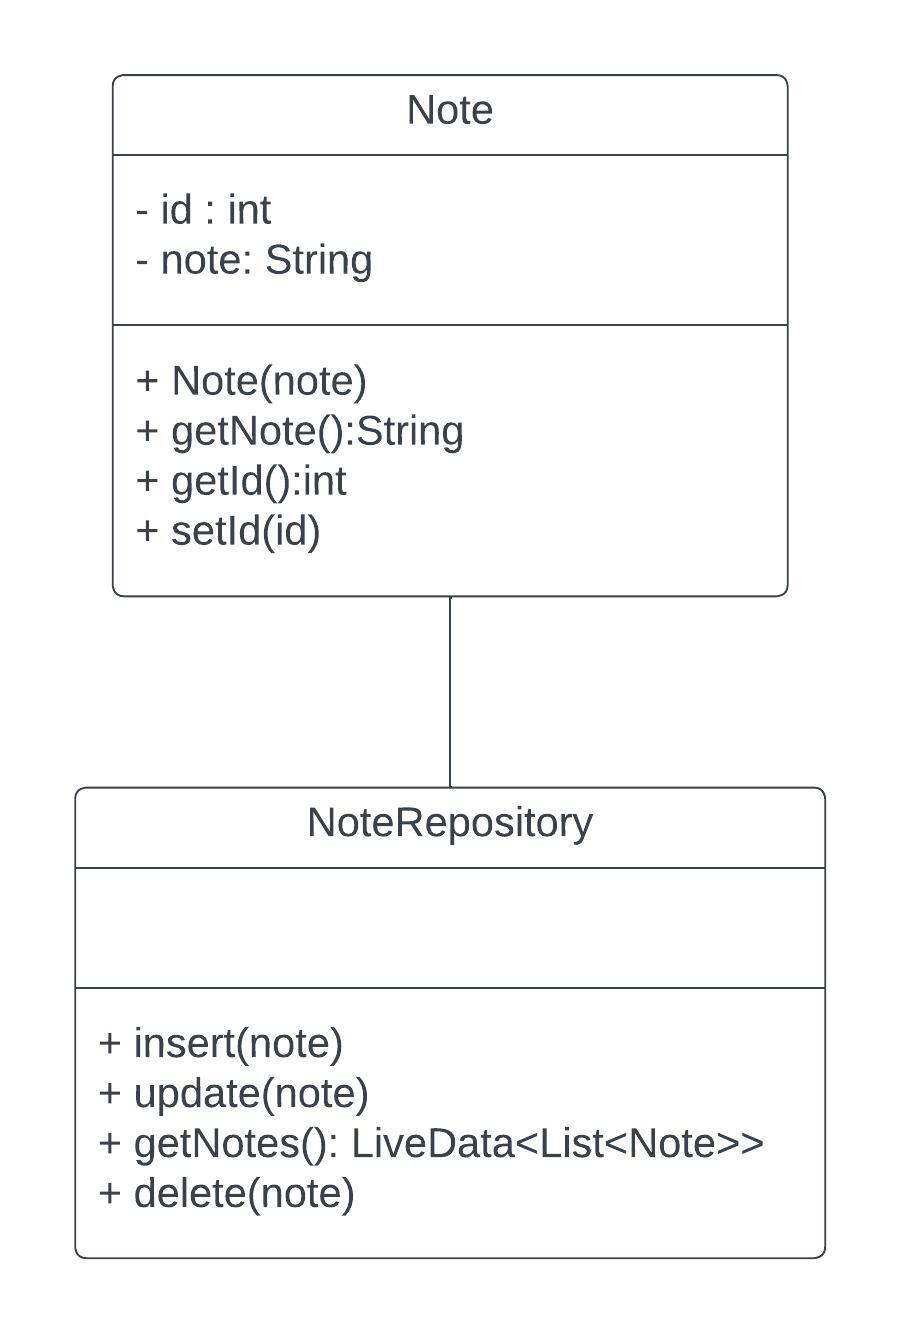 Note
- id : int
- note: String
+ Note(note)
+ getNote():String
+ getId():int
+ setId(id)
NoteRepository
+ insert(note)
+ update(note)
+ getNotes(): LiveData<List<Note>>
+ delete(note)